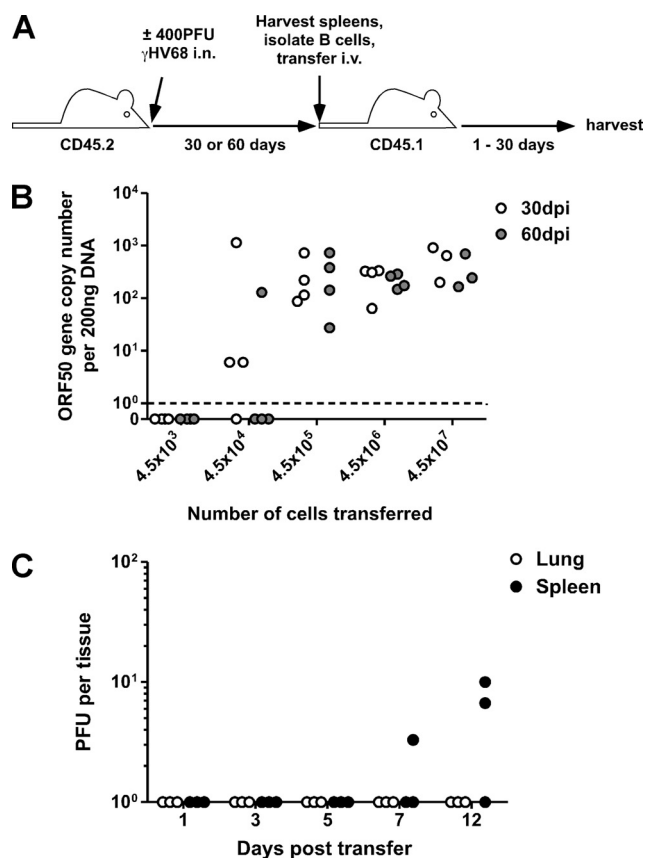 A
± 400PFU
γHV68 i.n.
Harvest spleens,
isolate B cells,
transfer i.v.
harvest
CD45.2
30 or 60 days
CD45.1
1 - 30 days
B
ORF50 gene copy number
per 200ng DNA
10⁴
10³
10²
10¹
10⁰
0
30dpi
60dpi
4.5x10³
4.5x10⁴
4.5x10⁵
4.5x10⁶
4.5x10⁷
Number of cells transferred
C
PFU per tissue
10²
10¹
10⁰
Lung
Spleen
1
3
5
7
12
Days post transfer